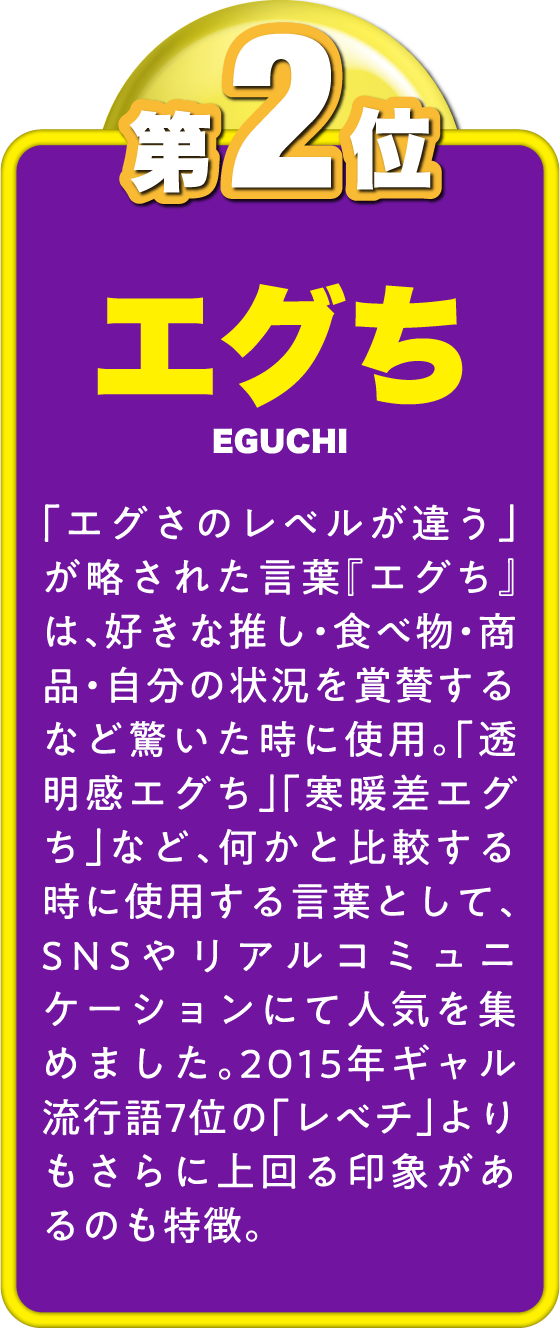 第2位
エグち
EGUCHI
「エグさのレベルが違う」
が略された言葉『エグち』
は、好きな推し・食べ物・商
品・自分の状況を賞賛する
など驚いた時に使用。「透
明感エグち」「寒暖差エグ
ち」など、何かと比較する
時に使用する言葉として、
SNSやリアルコミュニ
ケーションにて人気を集
めました。2015年ギャル
流行語7位の「レベチ」より
もさらに上回る印象があ
るのも特徴。